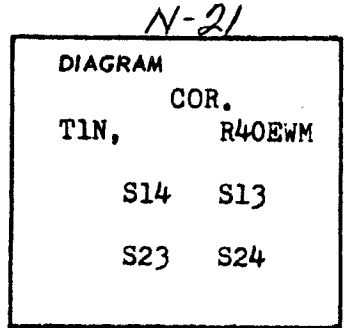 N-21
DIAGRAM
COR.
T1N, R40EWM
S14 S13
S23 S24